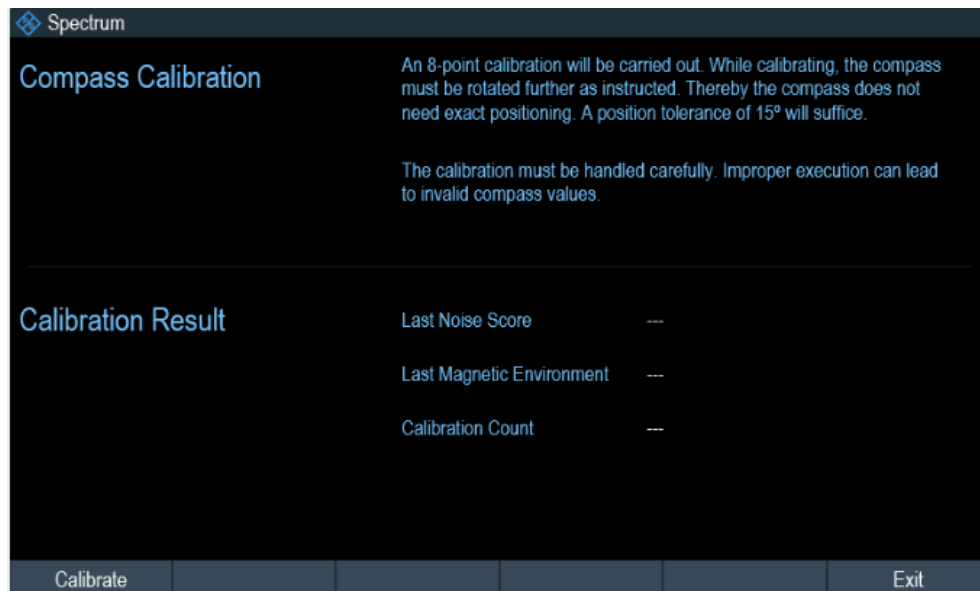 Spectrum
Compass Calibration
An 8-point calibration will be carried out. While calibrating, the compass
must be rotated further as instructed. Thereby the compass does not
need exact positioning. A position tolerance of 15º will suffice.
The calibration must be handled carefully. Improper execution can lead
to invalid compass values.
Calibration Result
Last Noise Score ---
Last Magnetic Environment ---
Calibration Count ---
Calibrate Exit